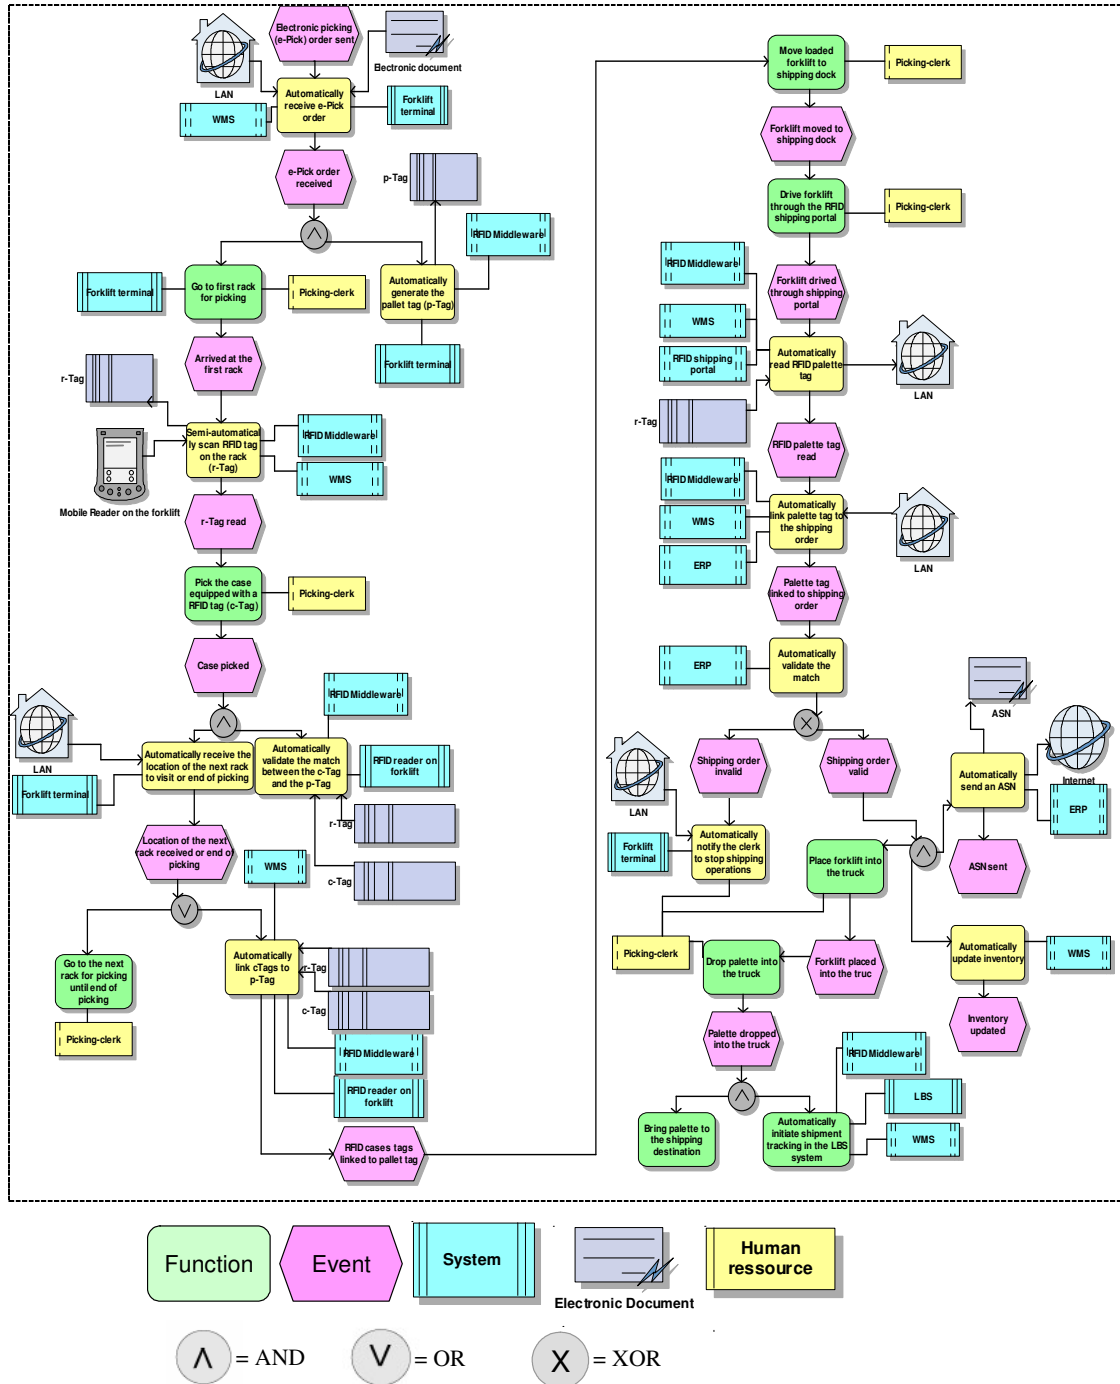 Electronic picking
(e-Pick) order sent
Electronic document
LAN
WMS
Automatically
receive e-Pick
order
Forklift
terminal
e-Pick order
received
p-Tag
RFID Middleware
Forklift terminal
Go to first rack
for picking
Picking-clerk
Automatically
generate the
pallet tag (p-Tag)
Forklift terminal
Arrived at the
first rack
r-Tag
Semi-automatical
ly scan RFID tag
on the rack
(r-Tag)
RFID Middleware
WMS
Mobile Reader on the forklift
r-Tag read
Pick the case
equipped with a
RFID tag (c-Tag)
Picking-clerk
Case picked
RFID Middleware
LAN
Forklift terminal
Automatically receive the
location of the next rack
to visit or end of picking
Automatically
validate the match
between the c-Tag
and the p-Tag
RFID reader on
forklift
r-Tag
c-Tag
Location of the next
rack received or end of
picking
WMS
Go to the next
rack for picking
until end of
picking
Picking-clerk
Automatically
link cTags to
p-Tag
r-Tag
c-Tag
RFID Middleware
RFID reader on
forklift
RFID cases tags
linked to pallet tag
Move loaded
forklift to
shipping dock
Picking-clerk
Forklift moved to
shipping dock
Drive forklift
through the RFID
shipping portal
Picking-clerk
RFID Middleware
Forklift drived
through shipping
portal
WMS
RFID shipping
portal
Automatically
read RFID palette
tag
LAN
r-Tag
RFID palette tag
read
RFID Middleware
WMS
ERP
Automatically
link palette tag to
the shipping
order
LAN
Palette tag
linked to shipping
order
ERP
Automatically
validate the
match
ASN
Shipping order
invalid
Shipping order
valid
LAN
Forklift
terminal
Automatically
notify the clerk
to stop shipping
operations
Automatically
send an ASN
Internet
ERP
Place forklift into
the truck
ASN sent
Picking-clerk
Drop palette into
the truck
Forklift placed
into the truc
Automatically
update inventory
WMS
Palette dropped
into the truck
Inventory
updated
RFID Middleware
Bring palette to
the shipping
destination
Automatically
initiate shipment
tracking in the LBS
system
LBS
WMS
Function
Event
System
Electronic Document
Human
ressource
Λ = AND
V = OR
X = XOR